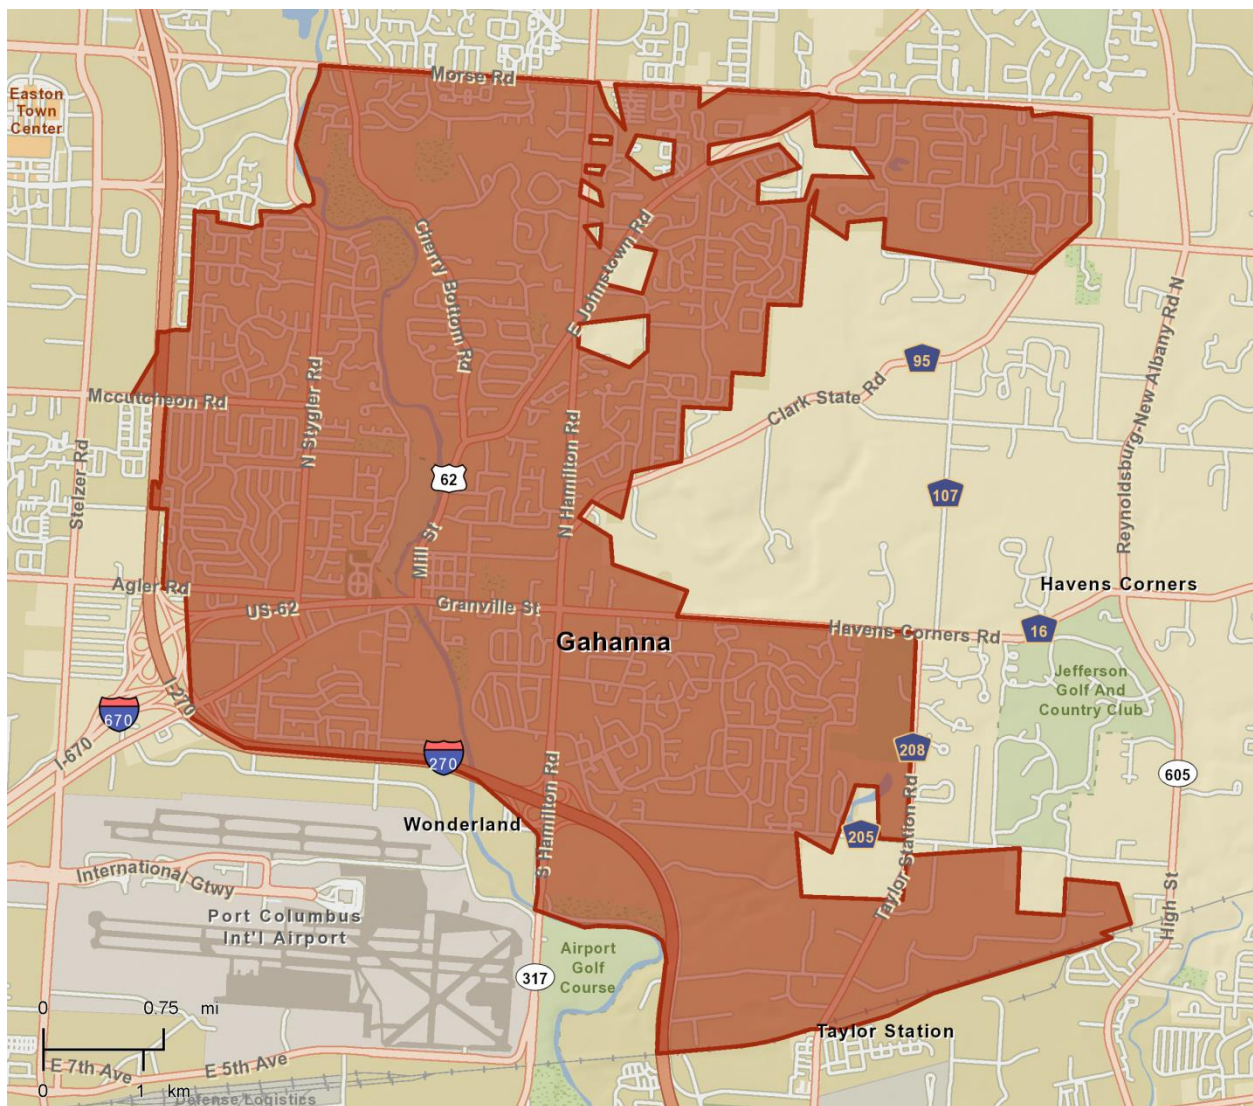 Morse Rd
Easton
Town
Center
Cherry Bottom Rd
E Johnstown Rd
Reynoldsburg-New Albany Rd N
95
Clark State Rd
Mccutcheon Rd
N Stygler Rd
Stelzer Rd
N Hamilton Rd
62
107
Mill St
Agler Rd
US-62
Granville St
Havens Corners
Havens Corners Rd
16
Gahanna
Jefferson
Golf And
Country Club
I-270
670
I-670
270
208
605
S Hamilton Rd
Taylor Station Rd
Wonderland
205
International Gtwy
Port Columbus
Int'l Airport
High St
Airport
Golf
Course
317
0 0.75 mi
Taylor Station
E 7th Ave
E 5th Ave
0 1 km
Defense Logistics